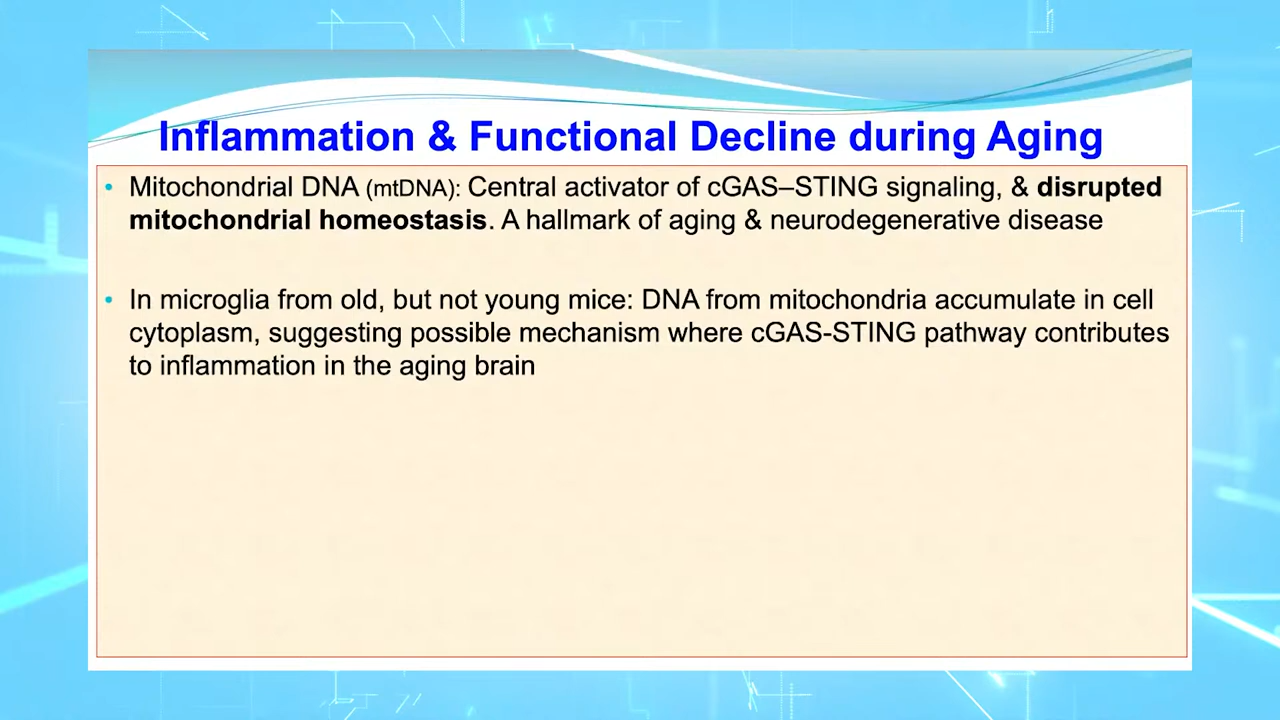 Inflammation & Functional Decline during Aging
• Mitochondrial DNA (mtDNA): Central activator of cGAS–STING signaling, & disrupted
mitochondrial homeostasis. A hallmark of aging & neurodegenerative disease
• In microglia from old, but not young mice: DNA from mitochondria accumulate in cell
cytoplasm, suggesting possible mechanism where cGAS-STING pathway contributes
to inflammation in the aging brain